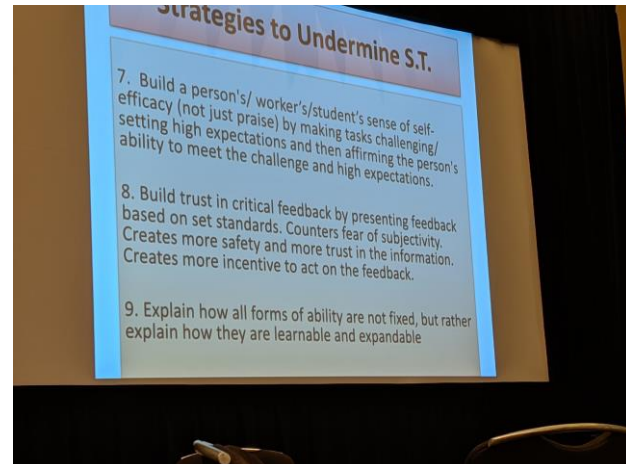 Strategies to Undermine S.T.
7. Build a person's/ worker's/student's sense of self-
efficacy (not just praise) by making tasks challenging/
setting high expectations and then affirming the person's
ability to meet the challenge and high expectations.
8. Build trust in critical feedback by presenting feedback
based on set standards. Counters fear of subjectivity.
Creates more safety and more trust in the information.
Creates more incentive to act on the feedback.
9. Explain how all forms of ability are not fixed, but rather
explain how they are learnable and expandable